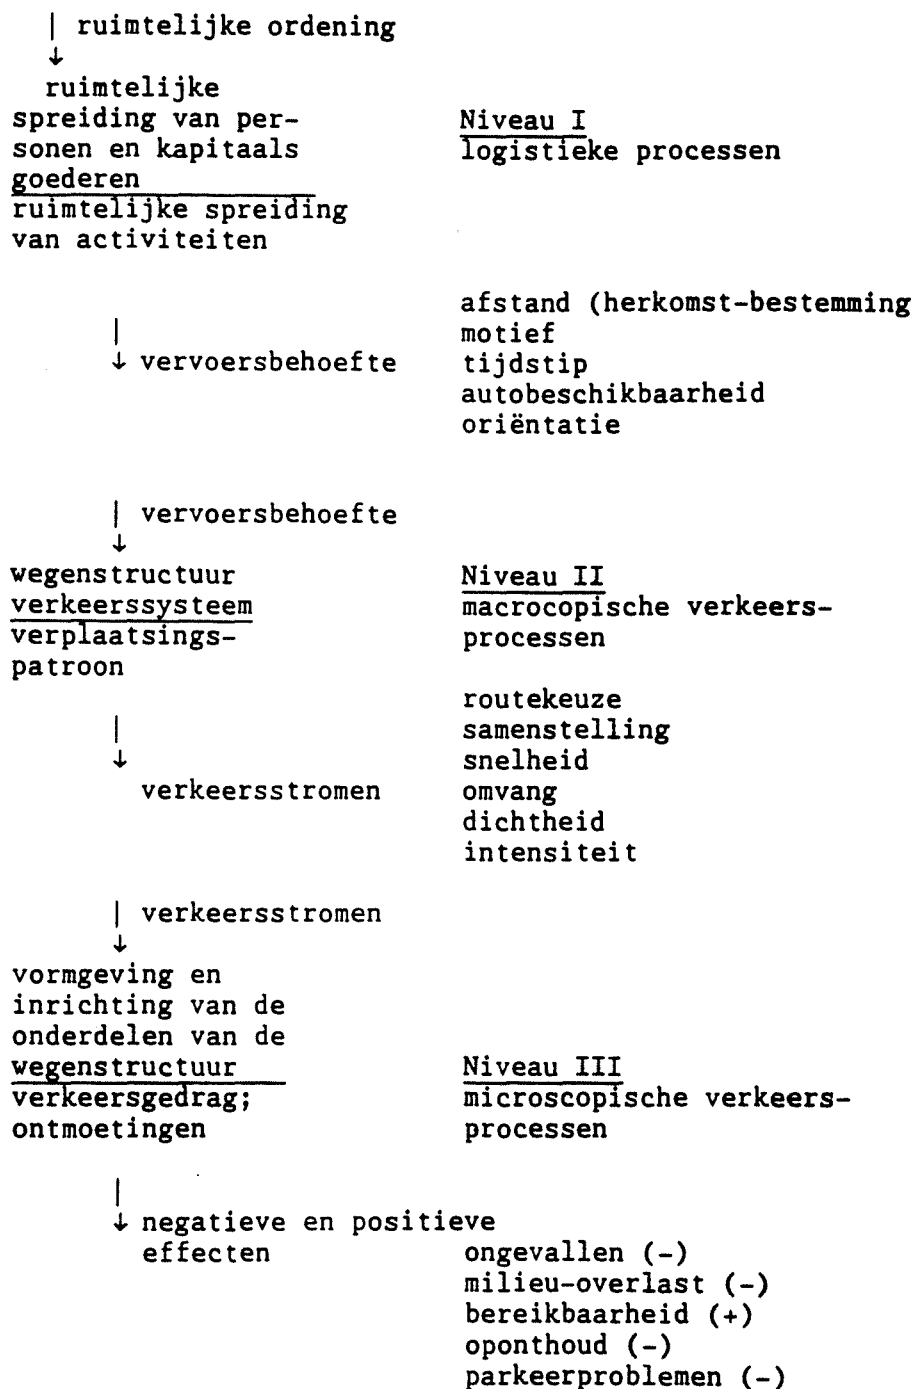 | ruimtelijke ordening
↓
ruimtelijke
spreiding van per-
sonen en kapitaals
goederen
ruimtelijke spreiding
van activiteiten
Niveau I
logistieke processen
|
↓ vervoersbehoefte
afstand (herkomst-bestemming
motief
tijdstip
autobeschikbaarheid
oriëntatie
| vervoersbehoefte
↓
wegenstructuur
verkeerssysteem
verplaatsings-
patroon
Niveau II
macrocopische verkeers-
processen
|
↓
verkeersstromen
routekeuze
samenstelling
snelheid
omvang
dichtheid
intensiteit
| verkeersstromen
↓
vormgeving en
inrichting van de
onderdelen van de
wegenstructuur
verkeersgedrag;
ontmoetingen
Niveau III
microscopische verkeers-
processen
|
↓ negatieve en positieve
effecten
ongevallen (-)
milieu-overlast (-)
bereikbaarheid (+)
oponthoud (-)
parkeerproblemen (-)